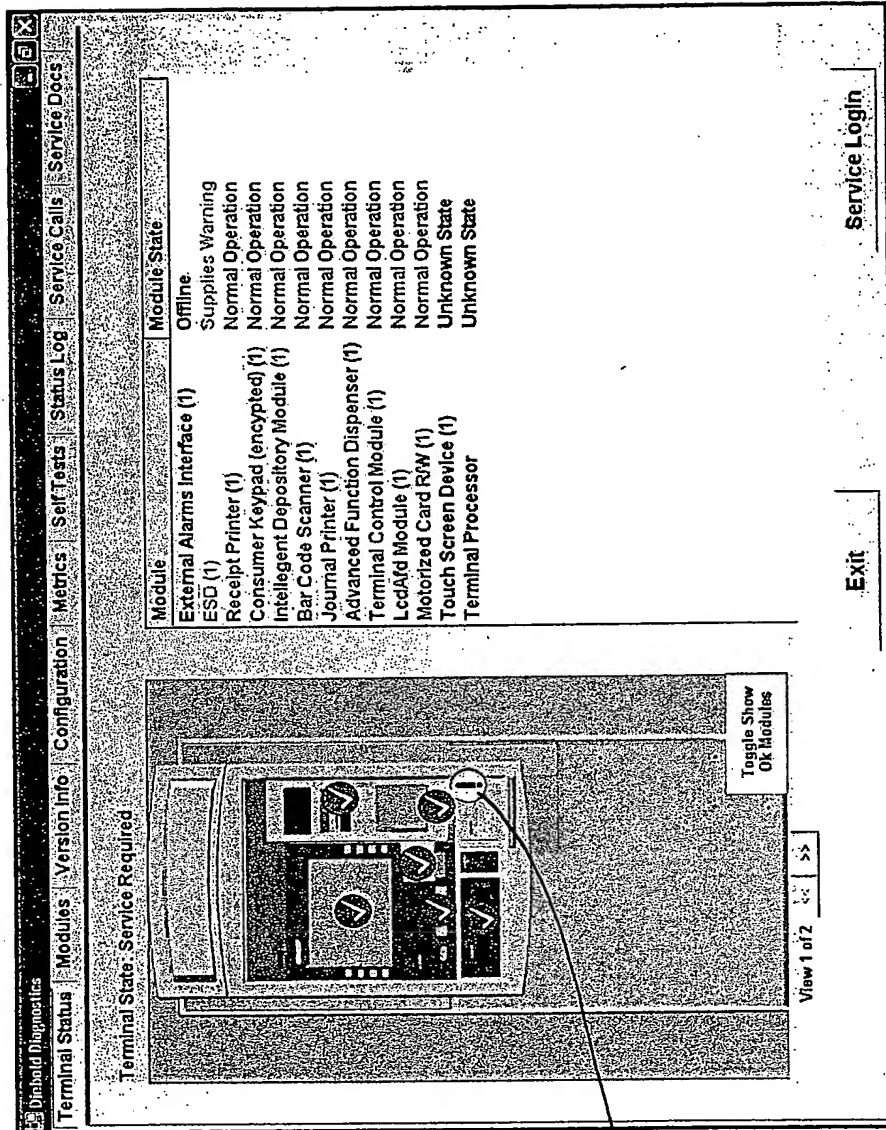 Diebold Diagnostics
Terminal Status Modules Version Info Configuration Metrics Self Tests Status Log Service Calls Service Docs
Terminal State: Service Required
Module Module State
External Alarms Interface (1) Offline
ESD (1) Supplies Warning
Receipt Printer (1) Normal Operation
Consumer Keypad (encypted) (1) Normal Operation
Intellegent Depository Module (1) Normal Operation
Bar Code Scanner (1) Normal Operation
Journal Printer (1) Normal Operation
Advanced Function Dispenser (1) Normal Operation
Terminal Control Module (1) Normal Operation
LcdAfd Module (1) Normal Operation
Motorized Card R/W (1) Normal Operation
Touch Screen Device (1) Unknown State
Terminal Processor Unknown State
Toggle Show
Ok Modules
View 1 of 2 << >>
Exit Service Login